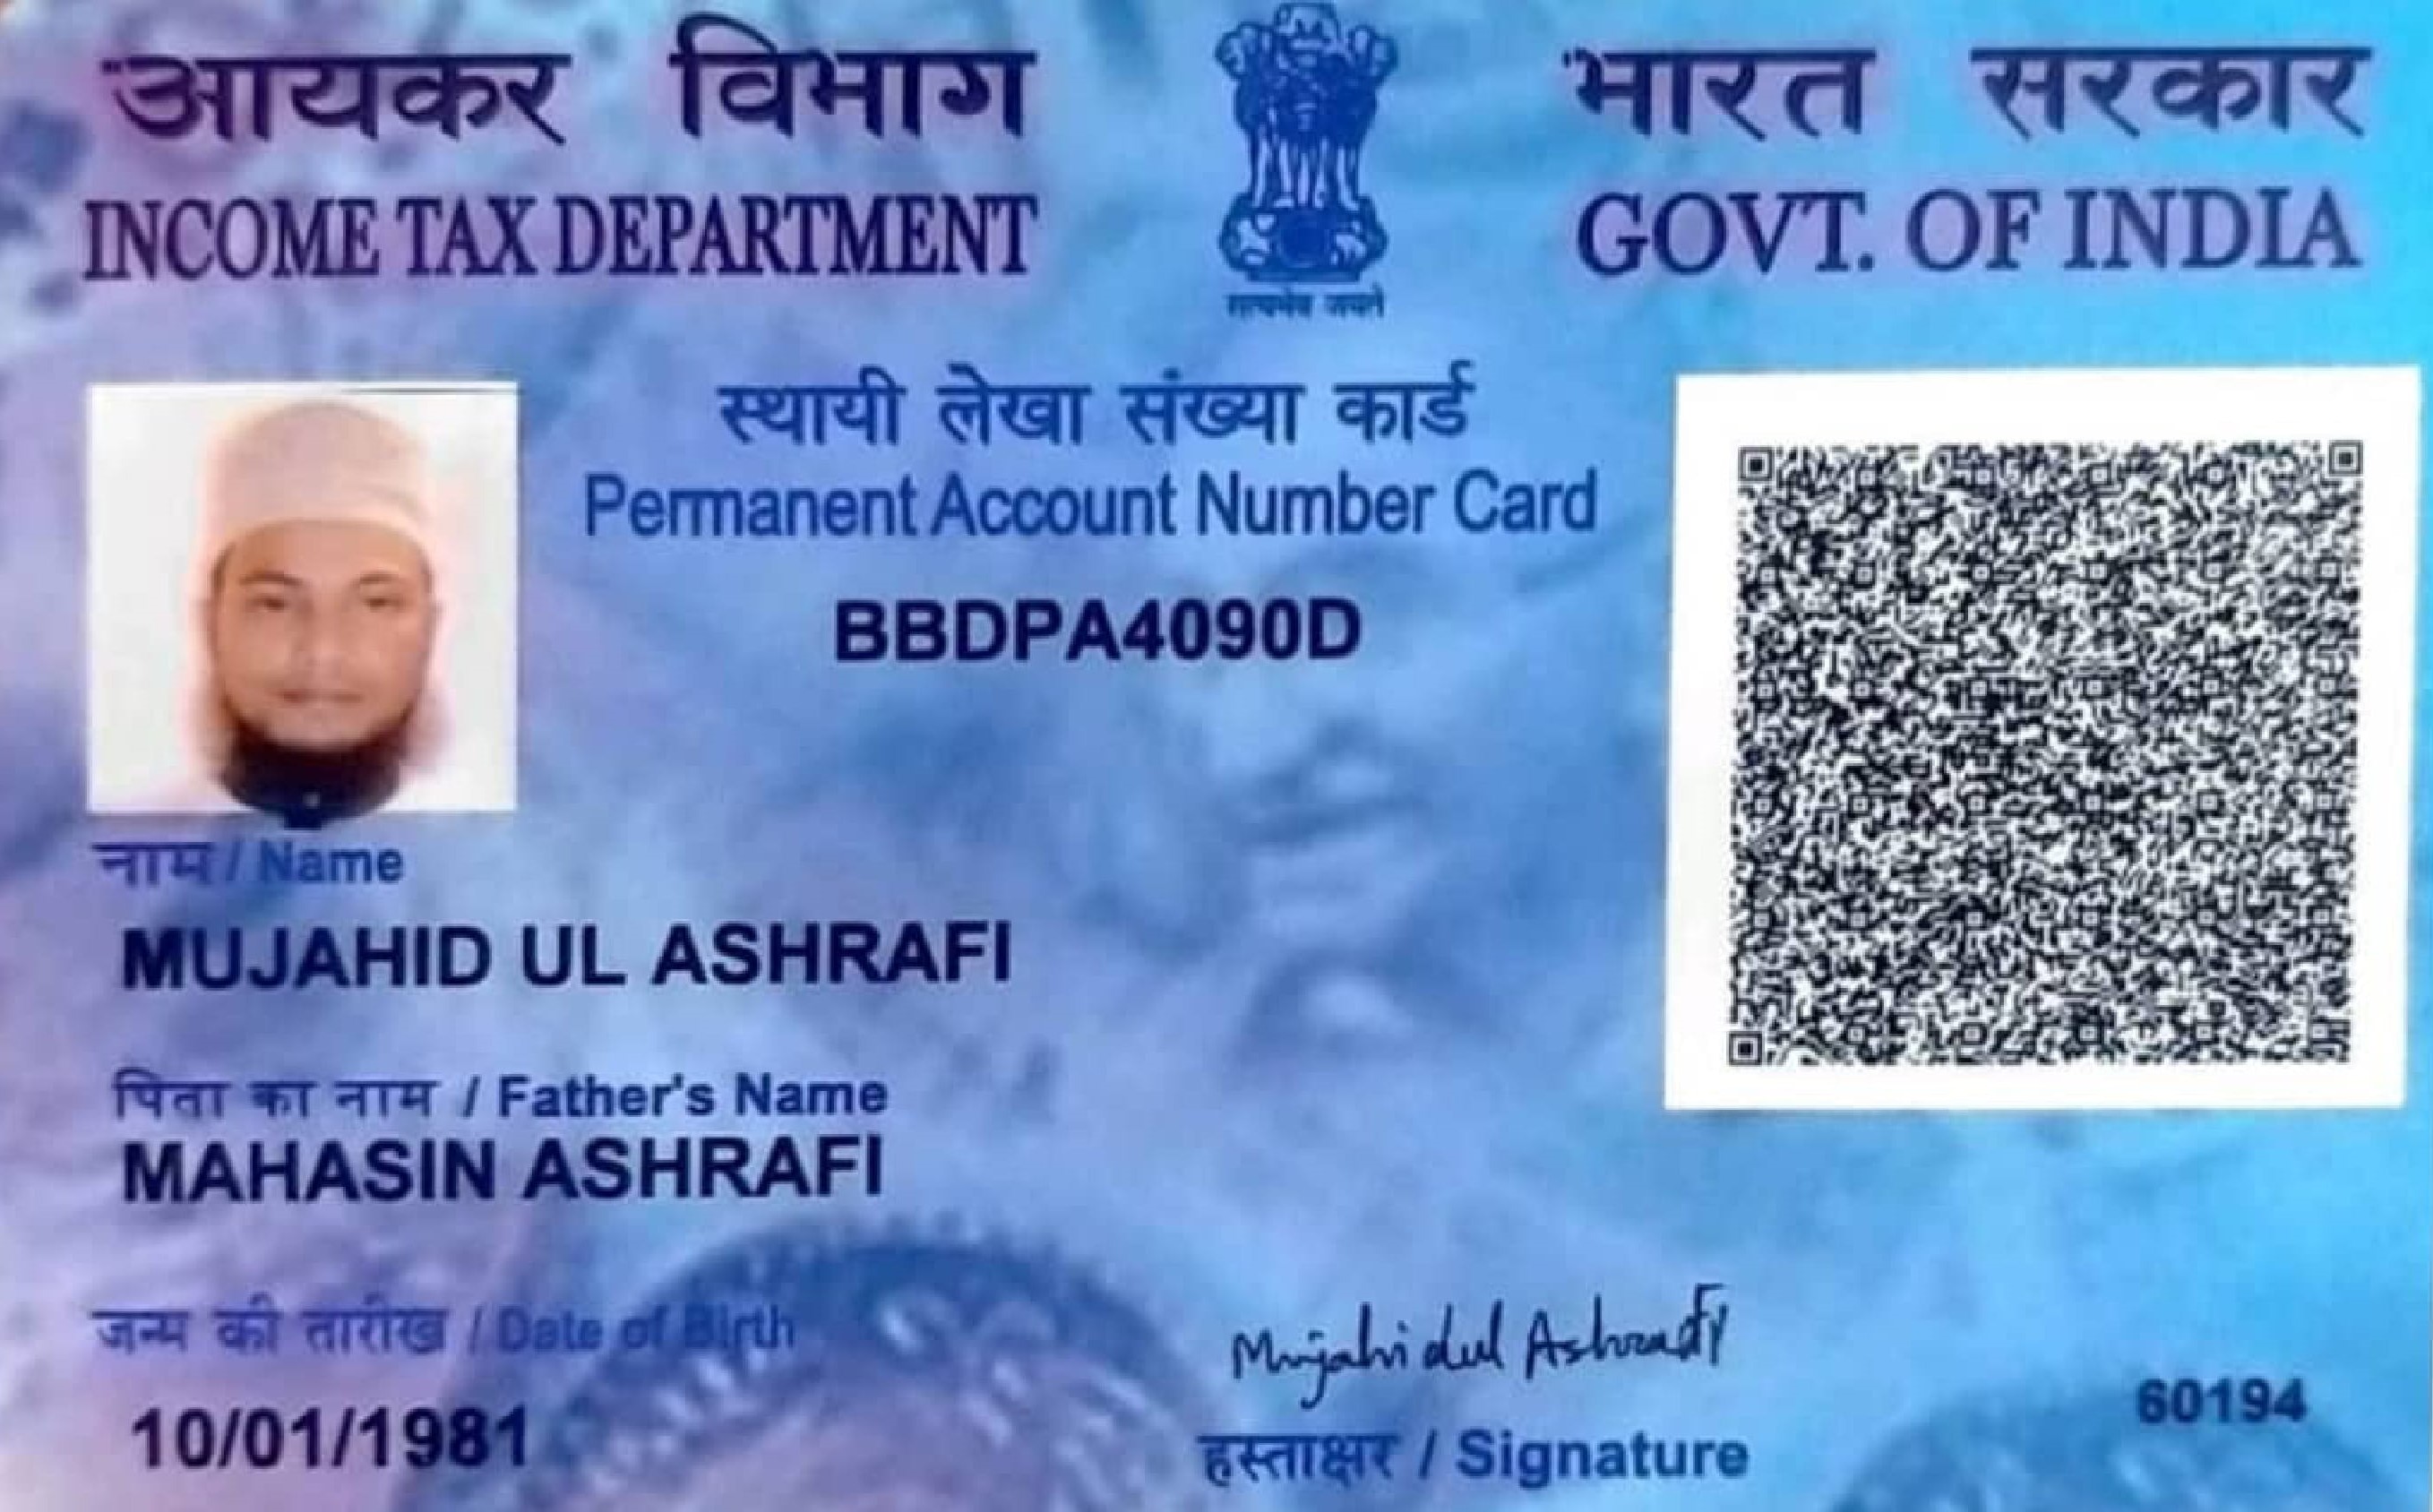 आयकर विभाग
INCOME TAX DEPARTMENT
भारत सरकार
GOVT. OF INDIA
सत्यमेव जयते
स्थायी लेखा संख्या कार्ड
Permanent Account Number Card
BBDPA4090D
नाम / Name
MUJAHID UL ASHRAFI
पिता का नाम / Father's Name
MAHASIN ASHRAFI
जन्म की तारीख / Date of Birth
10/01/1981
Mujahidul Ashrafy
हस्ताक्षर / Signature
60194